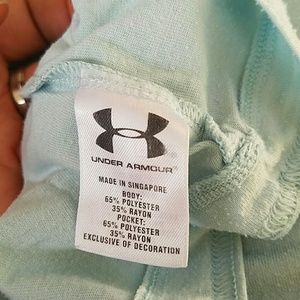 UNDER ARMOUR
MADE IN SINGAPORE
BODY:
65% POLYESTER
35% RAYON
POCKET:
65% POLYESTER
35% RAYON
EXCLUSIVE OF DECORATION